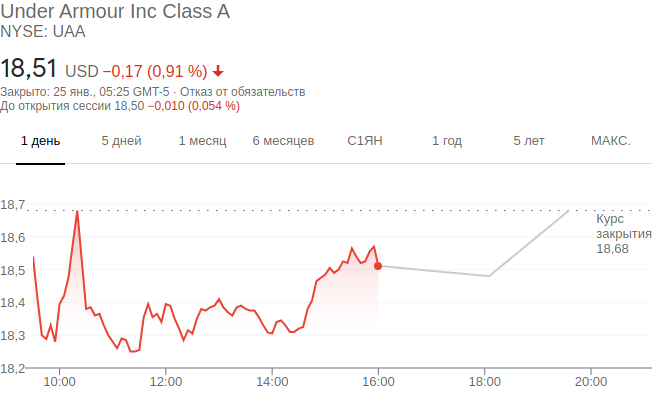 Under Armour Inc Class A
NYSE: UAA
18,51 USD −0,17 (0,91 %)
Закрыто: 25 янв., 05:25 GMT-5 · Отказ от обязательств
До открытия сессии 18,50 −0,010 (0,054 %)
1 день 5 дней 1 месяц 6 месяцев С1ЯН 1 год 5 лет МАКС.
18,7
Курс
закрытия
18,68
18,6
18,5
18,4
18,3
18,2
10:00 12:00 14:00 16:00 18:00 20:00